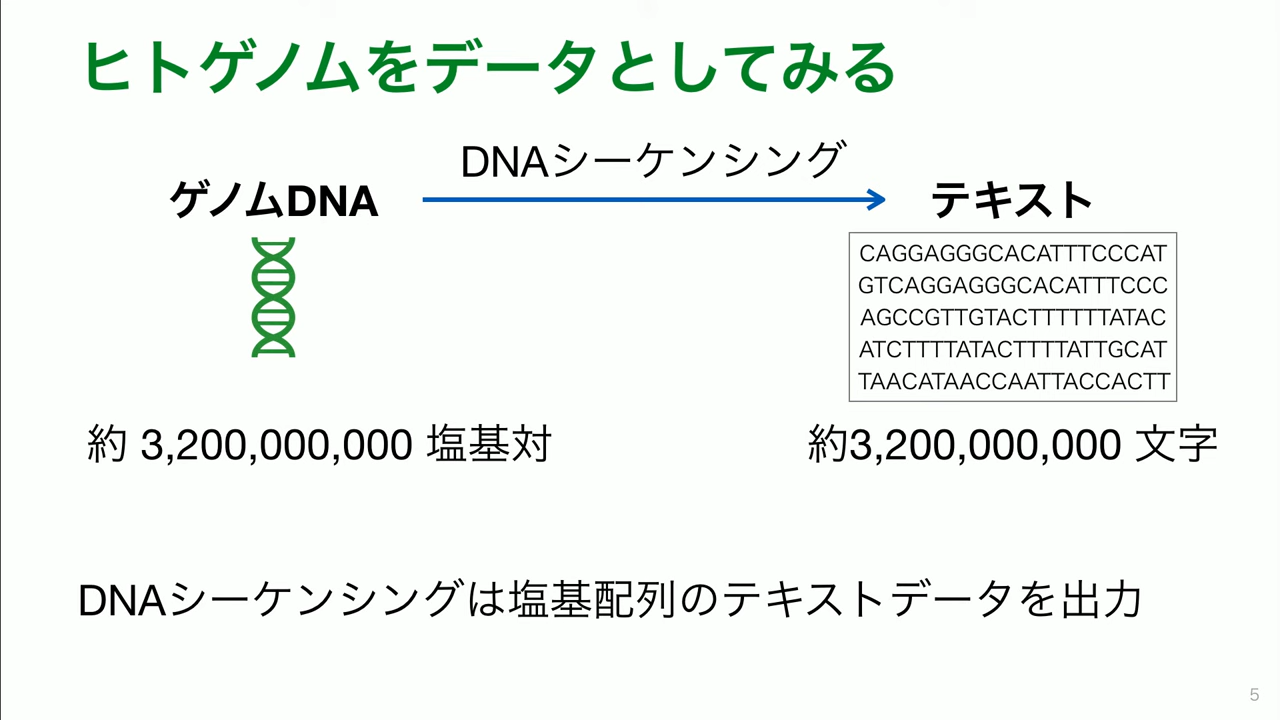 ヒトゲノムをデータとしてみる
DNAシーケンシング
ゲノムDNA
テキスト
CAGGAGGGCACATTTCCCAT
GTCAGGAGGGCACATTTCCC
AGCCGTTGTACTTTTTTATAC
ATCTTTTATACTTTTATTGCAT
TAACATAACCAATTACCACTT
約 3,200,000,000 塩基対
約3,200,000,000 文字
DNAシーケンシングは塩基配列のテキストデータを出力
5